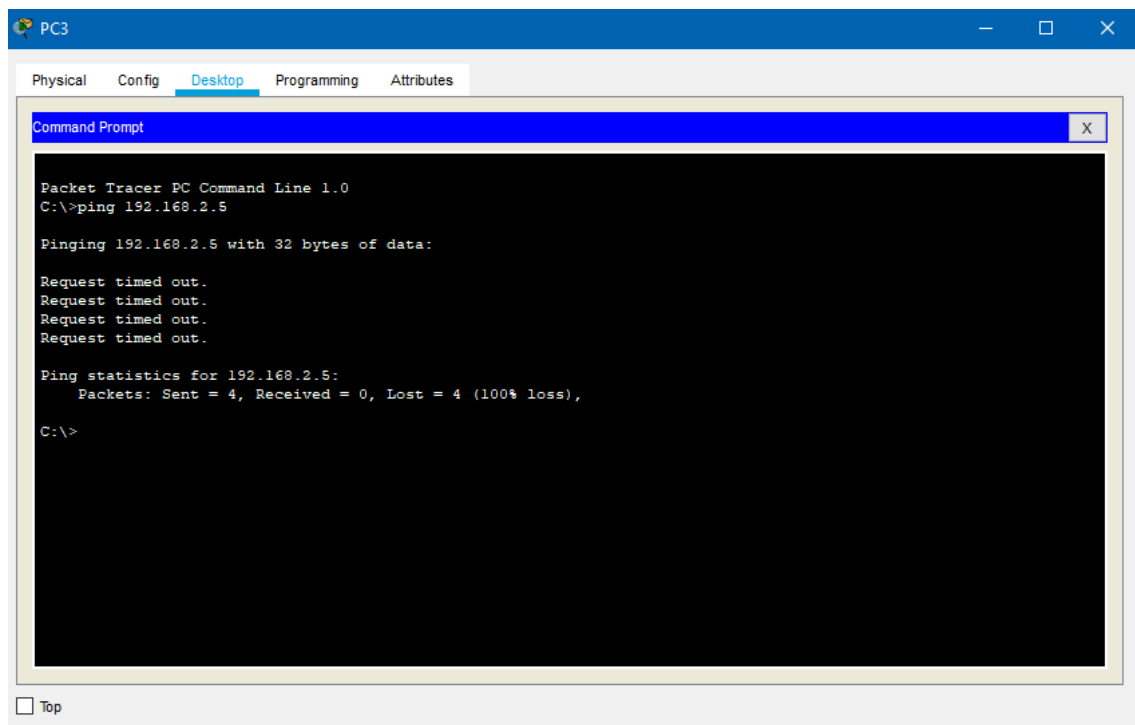 PC3
Physical Config Desktop Programming Attributes
Command Prompt
X
Packet Tracer PC Command Line 1.0
C:\>ping 192.168.2.5
Pinging 192.168.2.5 with 32 bytes of data:
Request timed out.
Request timed out.
Request timed out.
Request timed out.
Ping statistics for 192.168.2.5:
Packets: Sent = 4, Received = 0, Lost = 4 (100% loss),
C:\>
Top